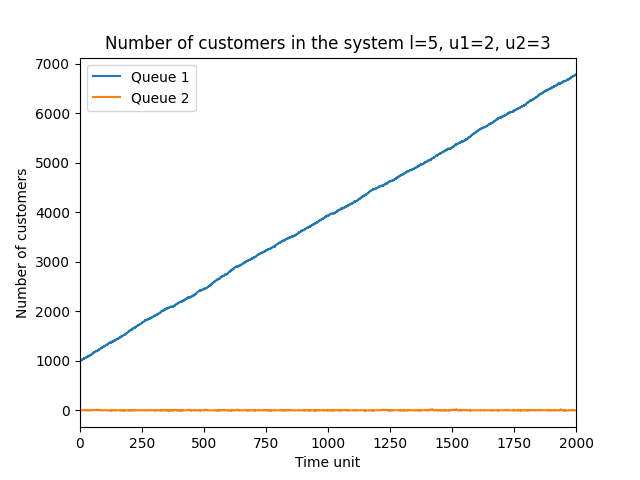 Number of customers in the system l=5, u1=2, u2=3
7000
6000
5000
4000
3000
2000
1000
0
Number of customers
Queue 1
Queue 2
0 250 500 750 1000 1250 1500 1750 2000
Time unit